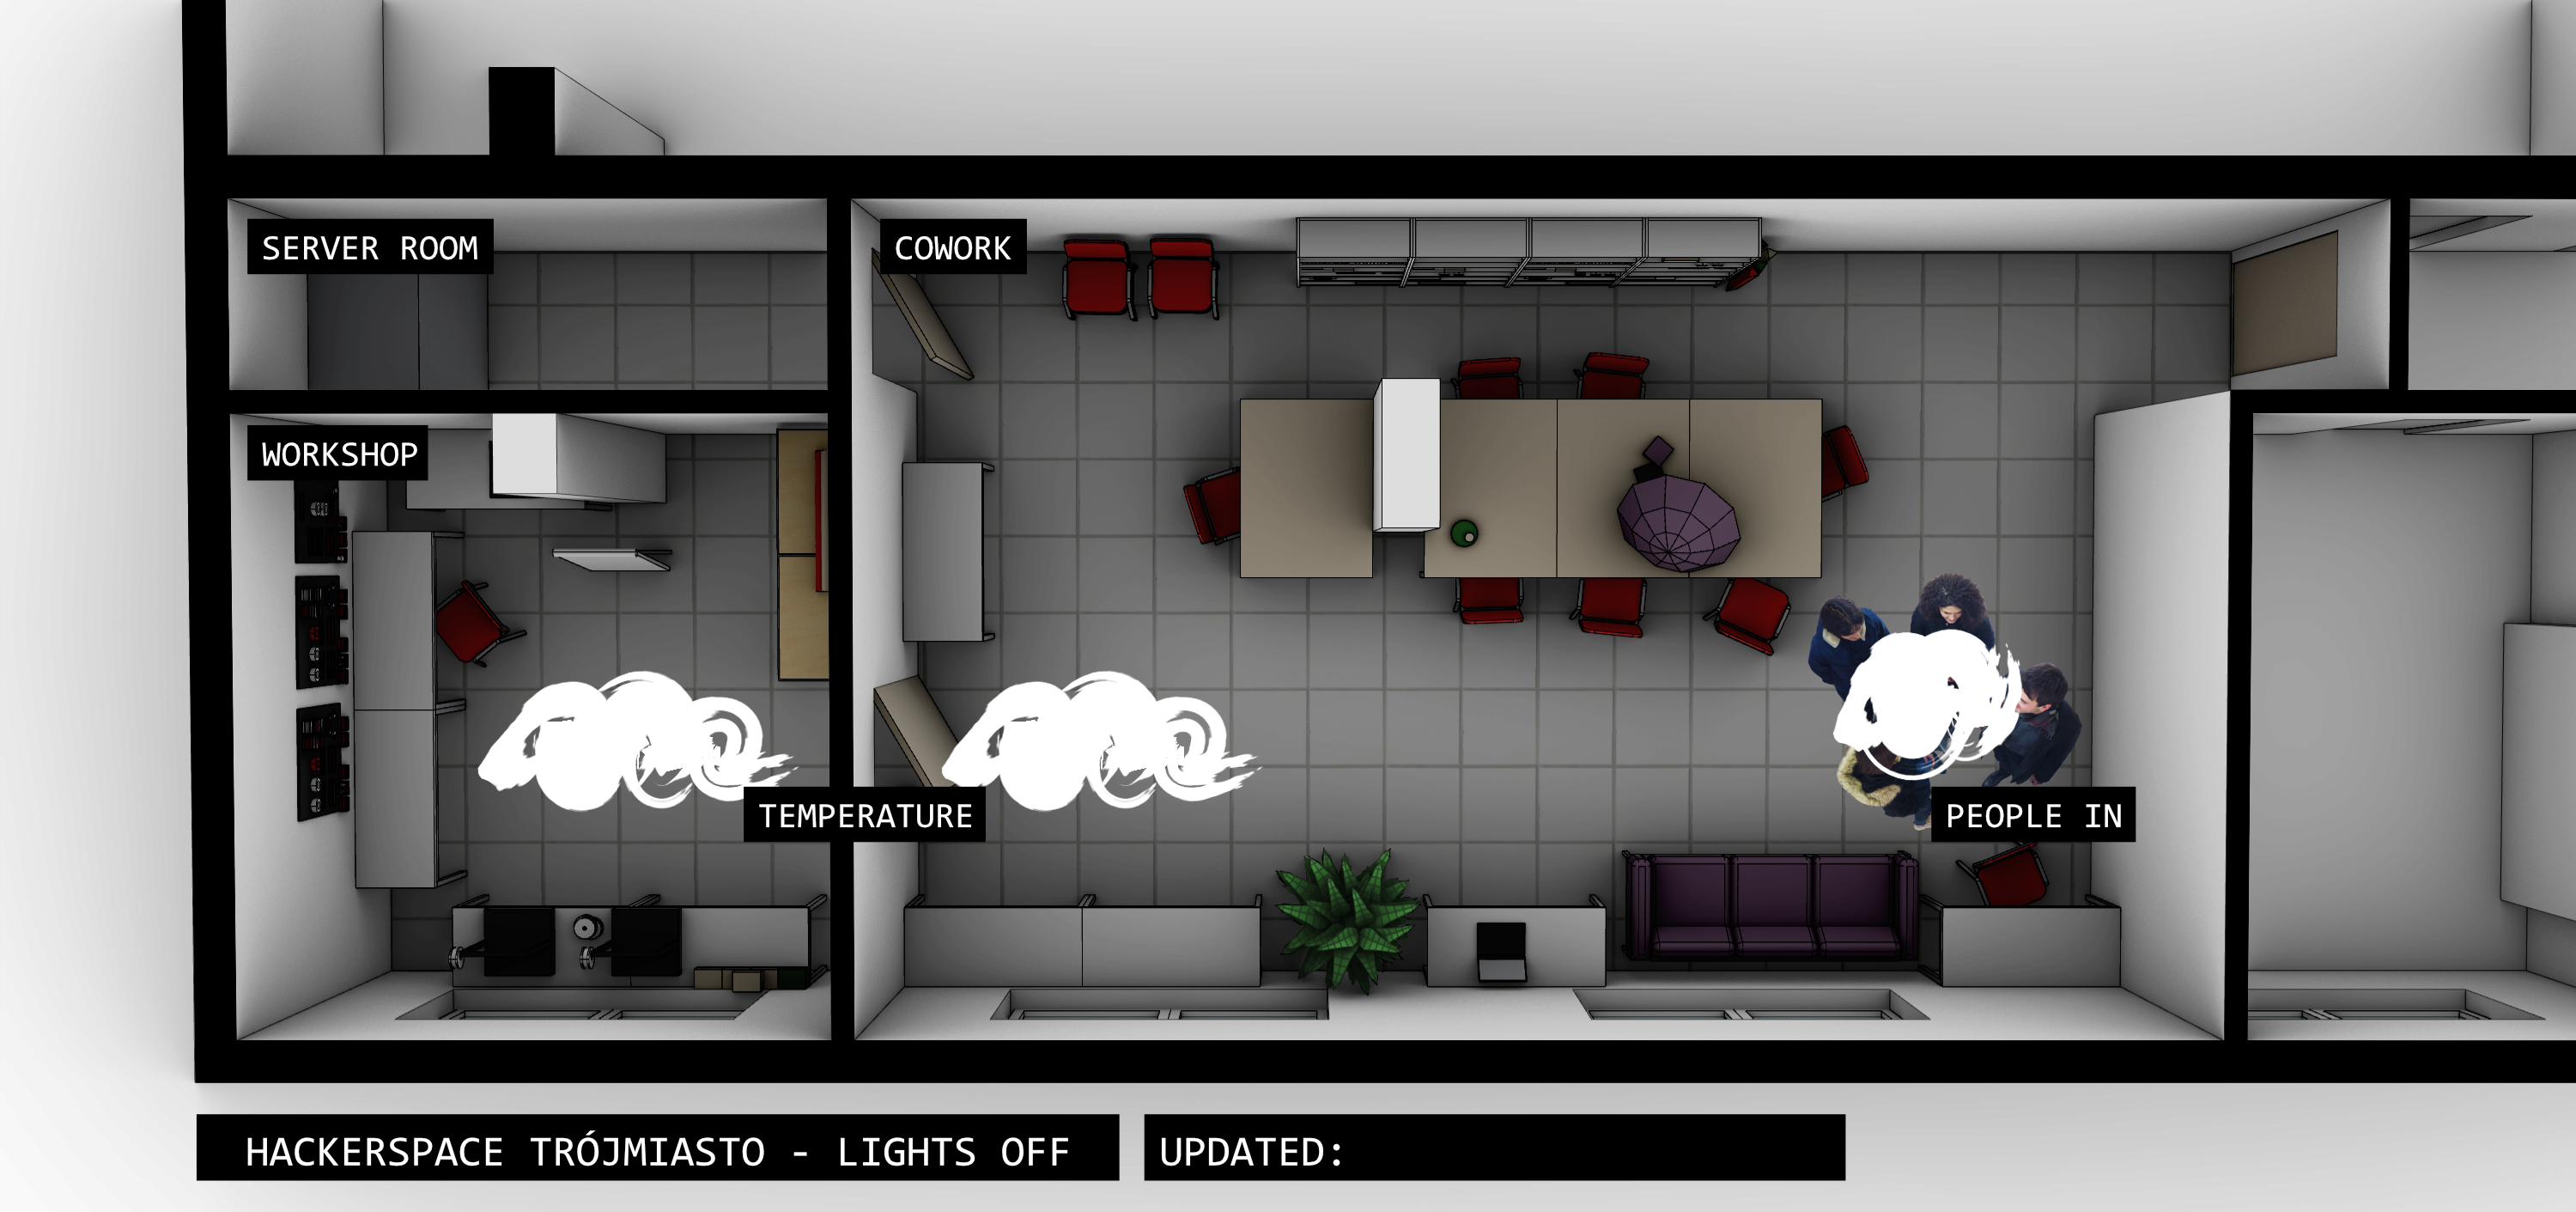 SERVER ROOM
COWORK
WORKSHOP
TEMPERATURE
PEOPLE IN
HACKERSPACE TRÓJMIASTO - LIGHTS OFF
UPDATED: